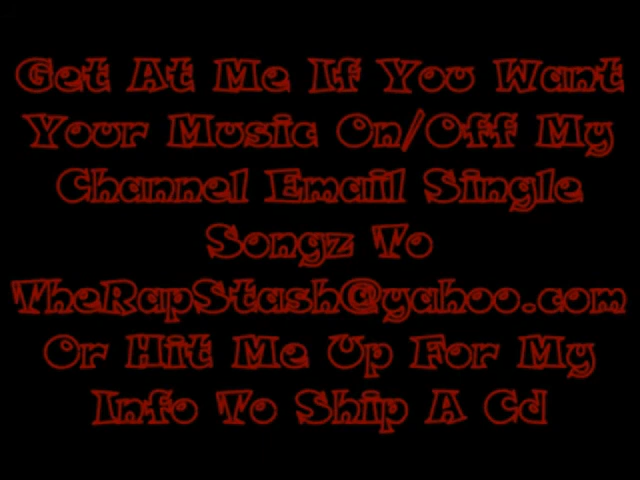 Get At Me If You Want
Your Music On/Off My
Channel Email Single
Songz To
TheRapStash@yahoo.com
Or Hit Me Up For My
Info To Ship A Cd